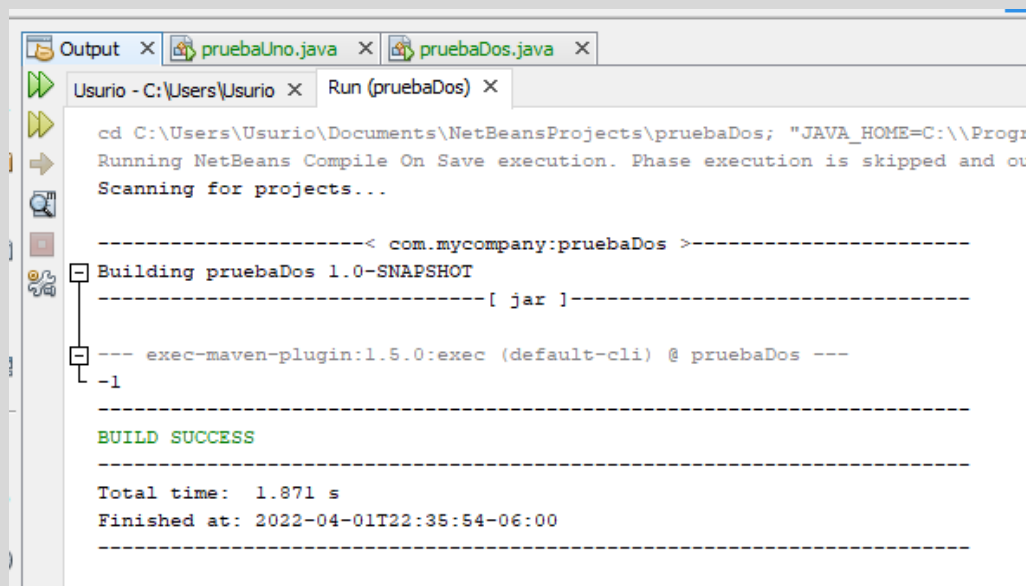 Output pruebaUno.java pruebaDos.java
Usurio - C:\Users\Usurio Run (pruebaDos)
cd C:\Users\Usurio\Documents\NetBeansProjects\pruebaDos; "JAVA_HOME=C:\\Progr
Running NetBeans Compile On Save execution. Phase execution is skipped and ou
Scanning for projects...
----------------------< com.mycompany:pruebaDos >-----------------------
Building pruebaDos 1.0-SNAPSHOT
--------------------------------[ jar ]---------------------------------
--- exec-maven-plugin:1.5.0:exec (default-cli) @ pruebaDos ---
-1
------------------------------------------------------------------------
BUILD SUCCESS
------------------------------------------------------------------------
Total time:  1.871 s
Finished at: 2022-04-01T22:35:54-06:00
------------------------------------------------------------------------